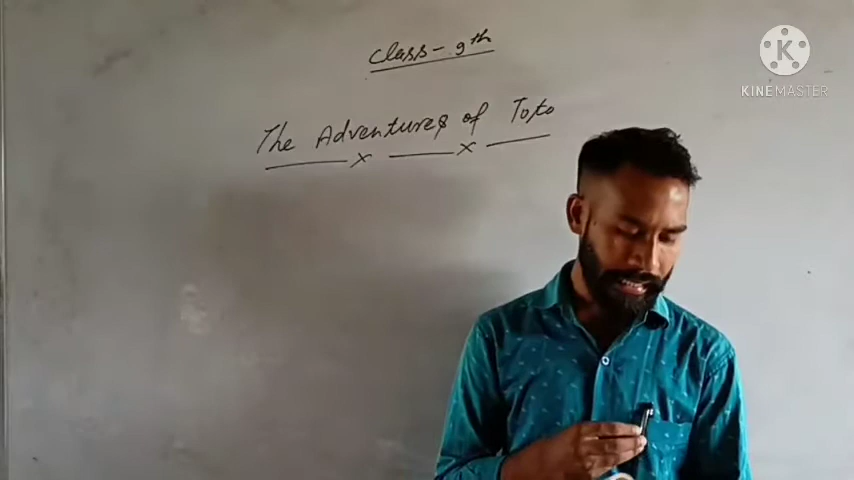 Class - 9th
The Adventures of Toto
K
KINEMASTER